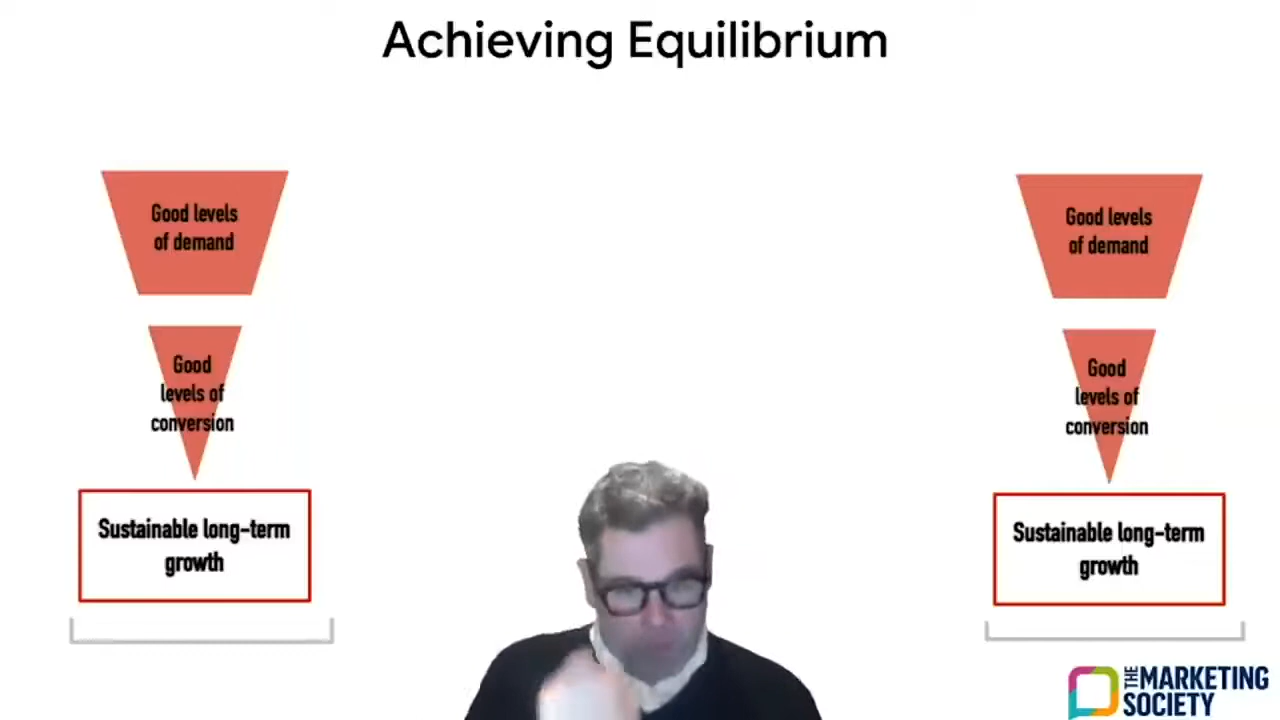 Achieving Equilibrium
Good levels
of demand
Good
levels of
conversion
Sustainable long-term
growth
Good levels
of demand
Good
levels of
conversion
Sustainable long-term
growth
THE MARKETING
SOCIETY